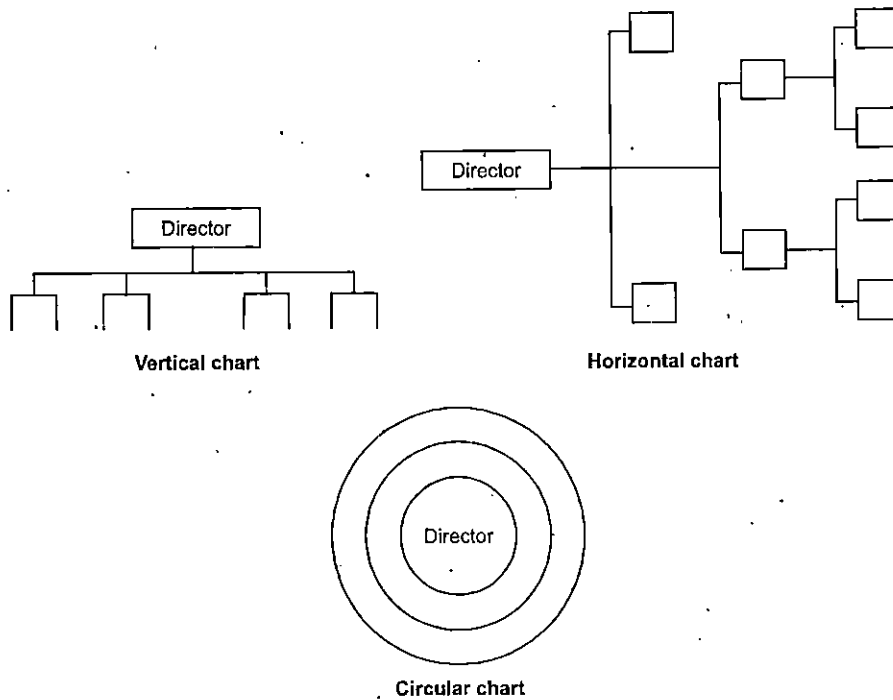 Director
Director
Vertical chart
Horizontal chart
Director
Circular chart